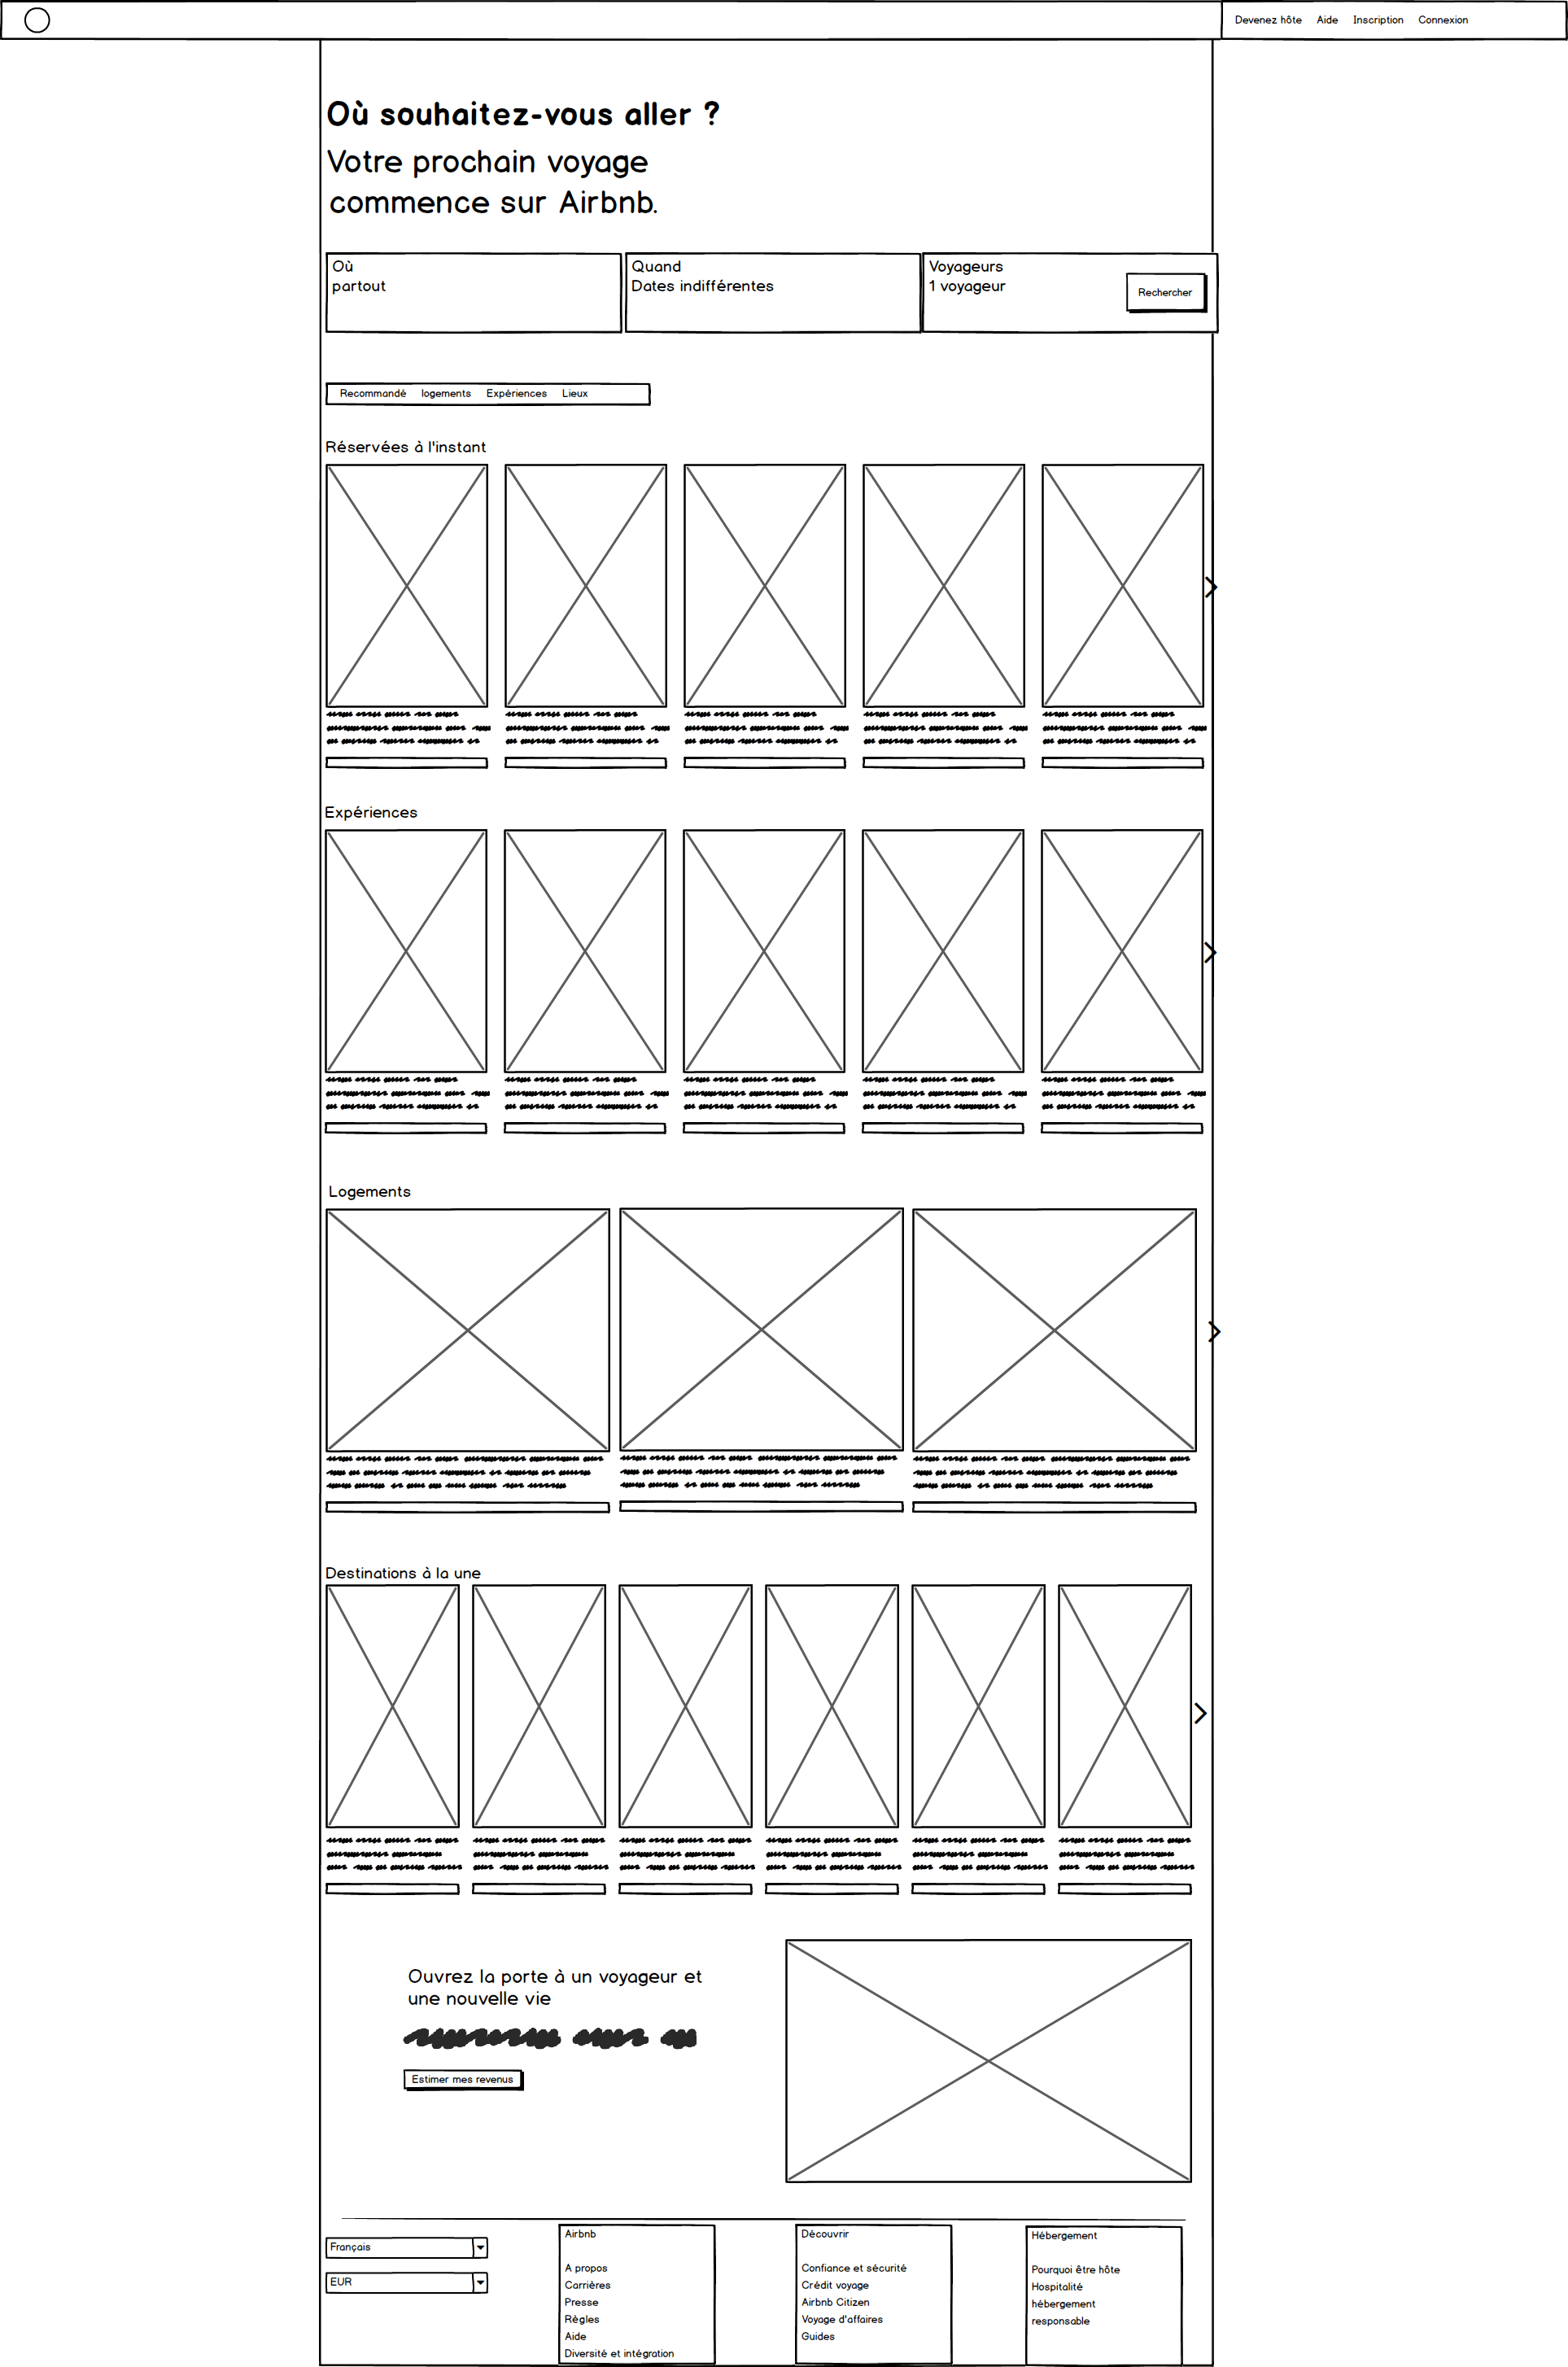 Devenez hôte Aide Inscription Connexion
Où souhaitez-vous aller ?
Votre prochain voyage
commence sur Airbnb.
Où
partout
Quand
Dates indifférentes
Voyageurs
1 voyageur
Rechercher
Recommandé logements Expériences Lieux
Réservées à l'instant
Expériences
Logements
Destinations à la une
Ouvrez la porte à un voyageur et
une nouvelle vie
Estimer mes revenus
Français
EUR
Airbnb
A propos
Carrières
Presse
Règles
Aide
Diversité et intégration
Découvrir
Confiance et sécurité
Crédit voyage
Airbnb Citizen
Voyage d'affaires
Guides
Hébergement
Pourquoi être hôte
Hospitalité
hébergement
responsable